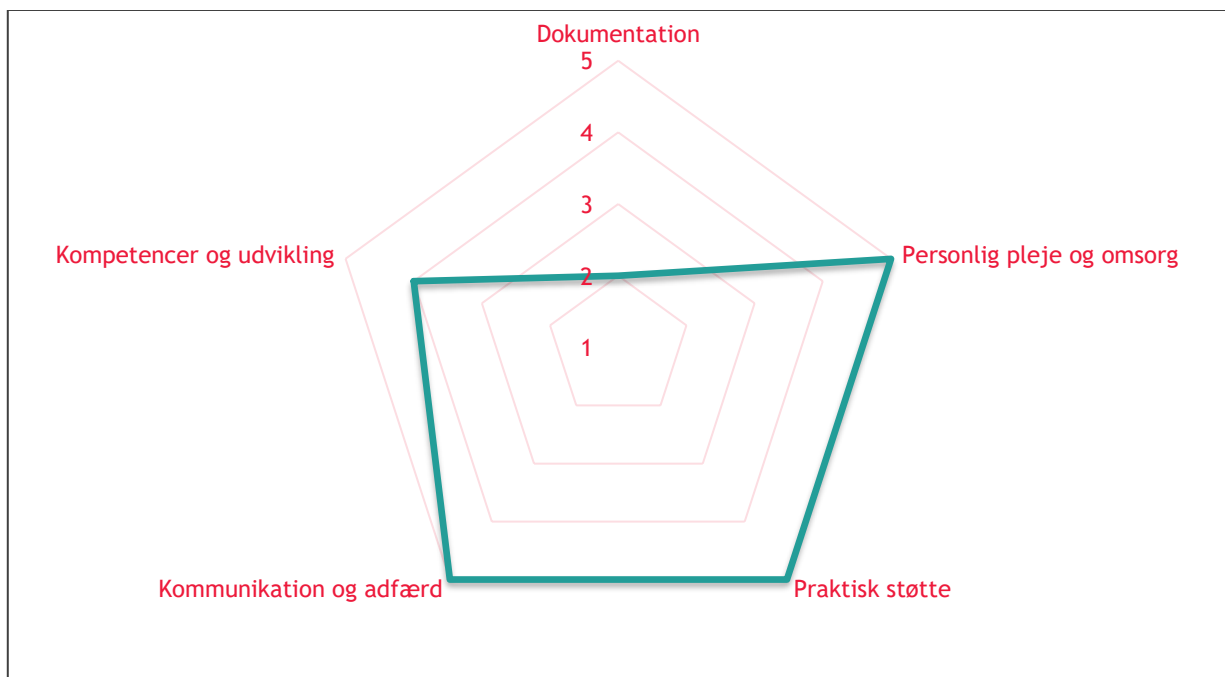 Dokumentation
5
4
3
2
1
Personlig pleje og omsorg
Kompetencer og udvikling
Kommunikation og adfærd
Praktisk støtte